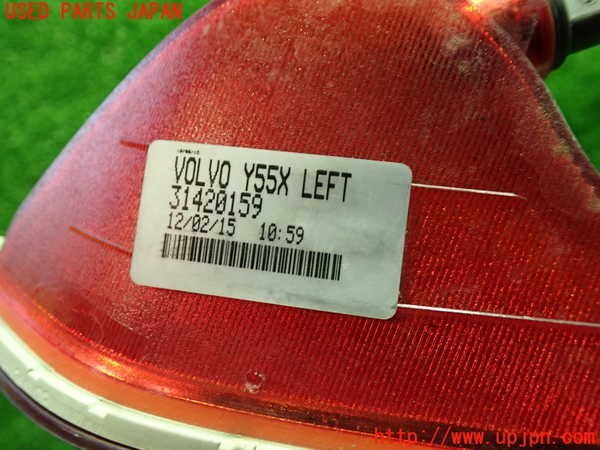 USED PARTS JAPAN
VOLVO Y55X LEFT
31420159
12/02/15 10:59
http://www.upjpn.com/